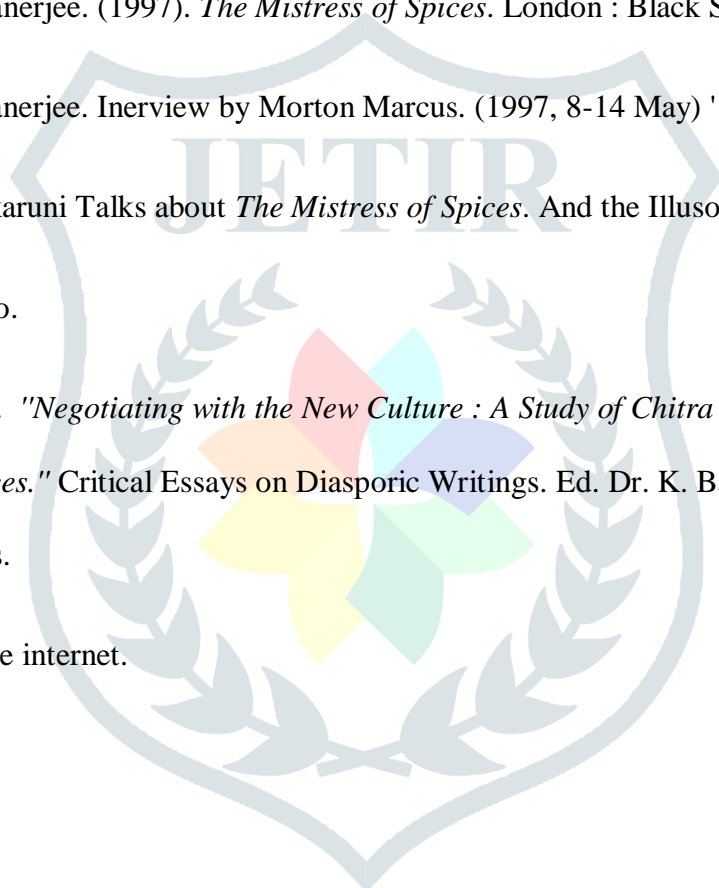 anerjee. (1997). The Mistress of Spices. London : Black S
anerjee. Inerview by Morton Marcus. (1997, 8-14 May) '
JETIR
karuni Talks about The Mistress of Spices. And the Illuso
o.
. "Negotiating with the New Culture : A Study of Chitra
es." Critical Essays on Diasporic Writings. Ed. Dr. K. B
s.
e internet.